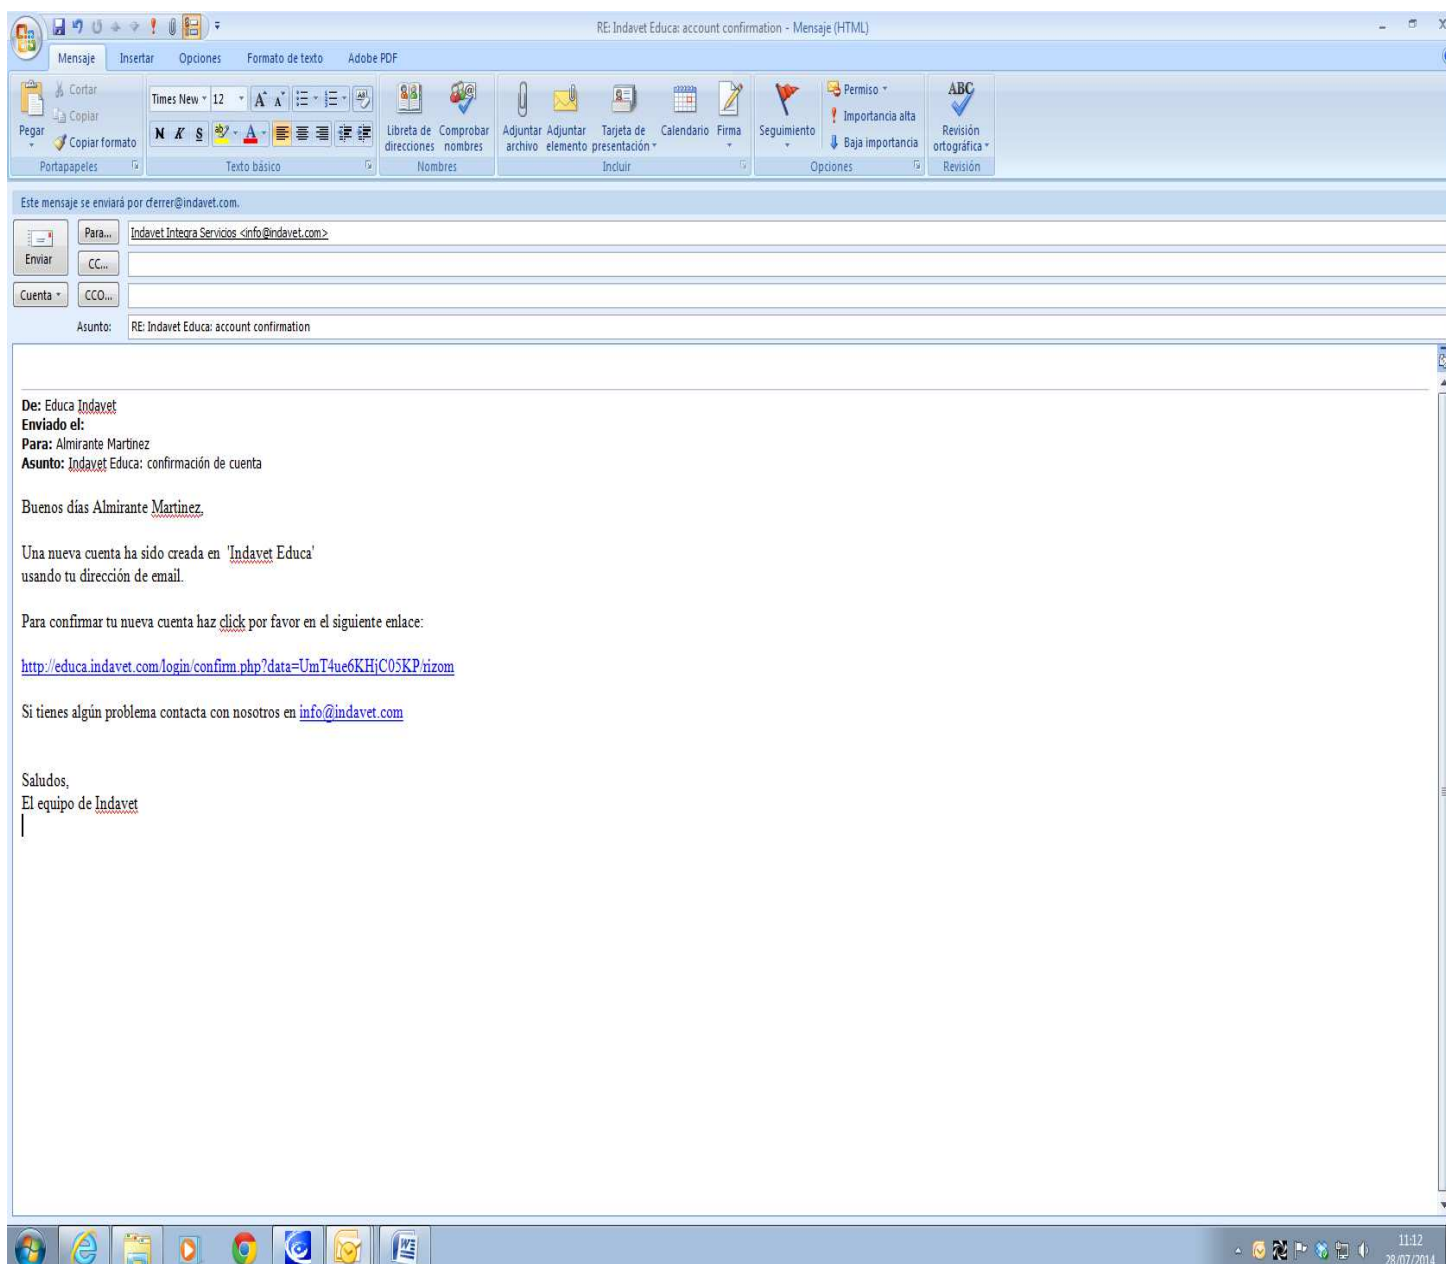 RE: Indavet Educa: account confirmation - Mensaje (HTML)
Mensaje Insertar Opciones Formato de texto Adobe PDF
Pegar
Cortar
Copiar
Copiar formato
Portapapeles
Times New 12
N K S
Texto básico
Libreta de direcciones
Comprobar nombres
Nombres
Adjuntar archivo
Adjuntar elemento
Tarjeta de presentación
Calendario
Firma
Incluir
Seguimiento
Permiso
Importancia alta
Baja importancia
Opciones
ABC
Revisión ortográfica
Revisión
Este mensaje se enviará por cferrer@indavet.com.
Enviar
Para... Indavet Integra Servicios <info@indavet.com>
CC...
Cuenta CCO...
Asunto: RE: Indavet Educa: account confirmation
De: Educa Indavet
Enviado el:
Para: Almirante Martinez
Asunto: Indavet Educa: confirmación de cuenta
Buenos días Almirante Martinez,
Una nueva cuenta ha sido creada en 'Indavet Educa'
usando tu dirección de email.
Para confirmar tu nueva cuenta haz click por favor en el siguiente enlace:
http://educa.indavet.com/login/confirm.php?data=UmT4ue6KHjC05KP/rizom
Si tienes algún problema contacta con nosotros en info@indavet.com
Saludos,
El equipo de Indavet
11:12
28/07/2014